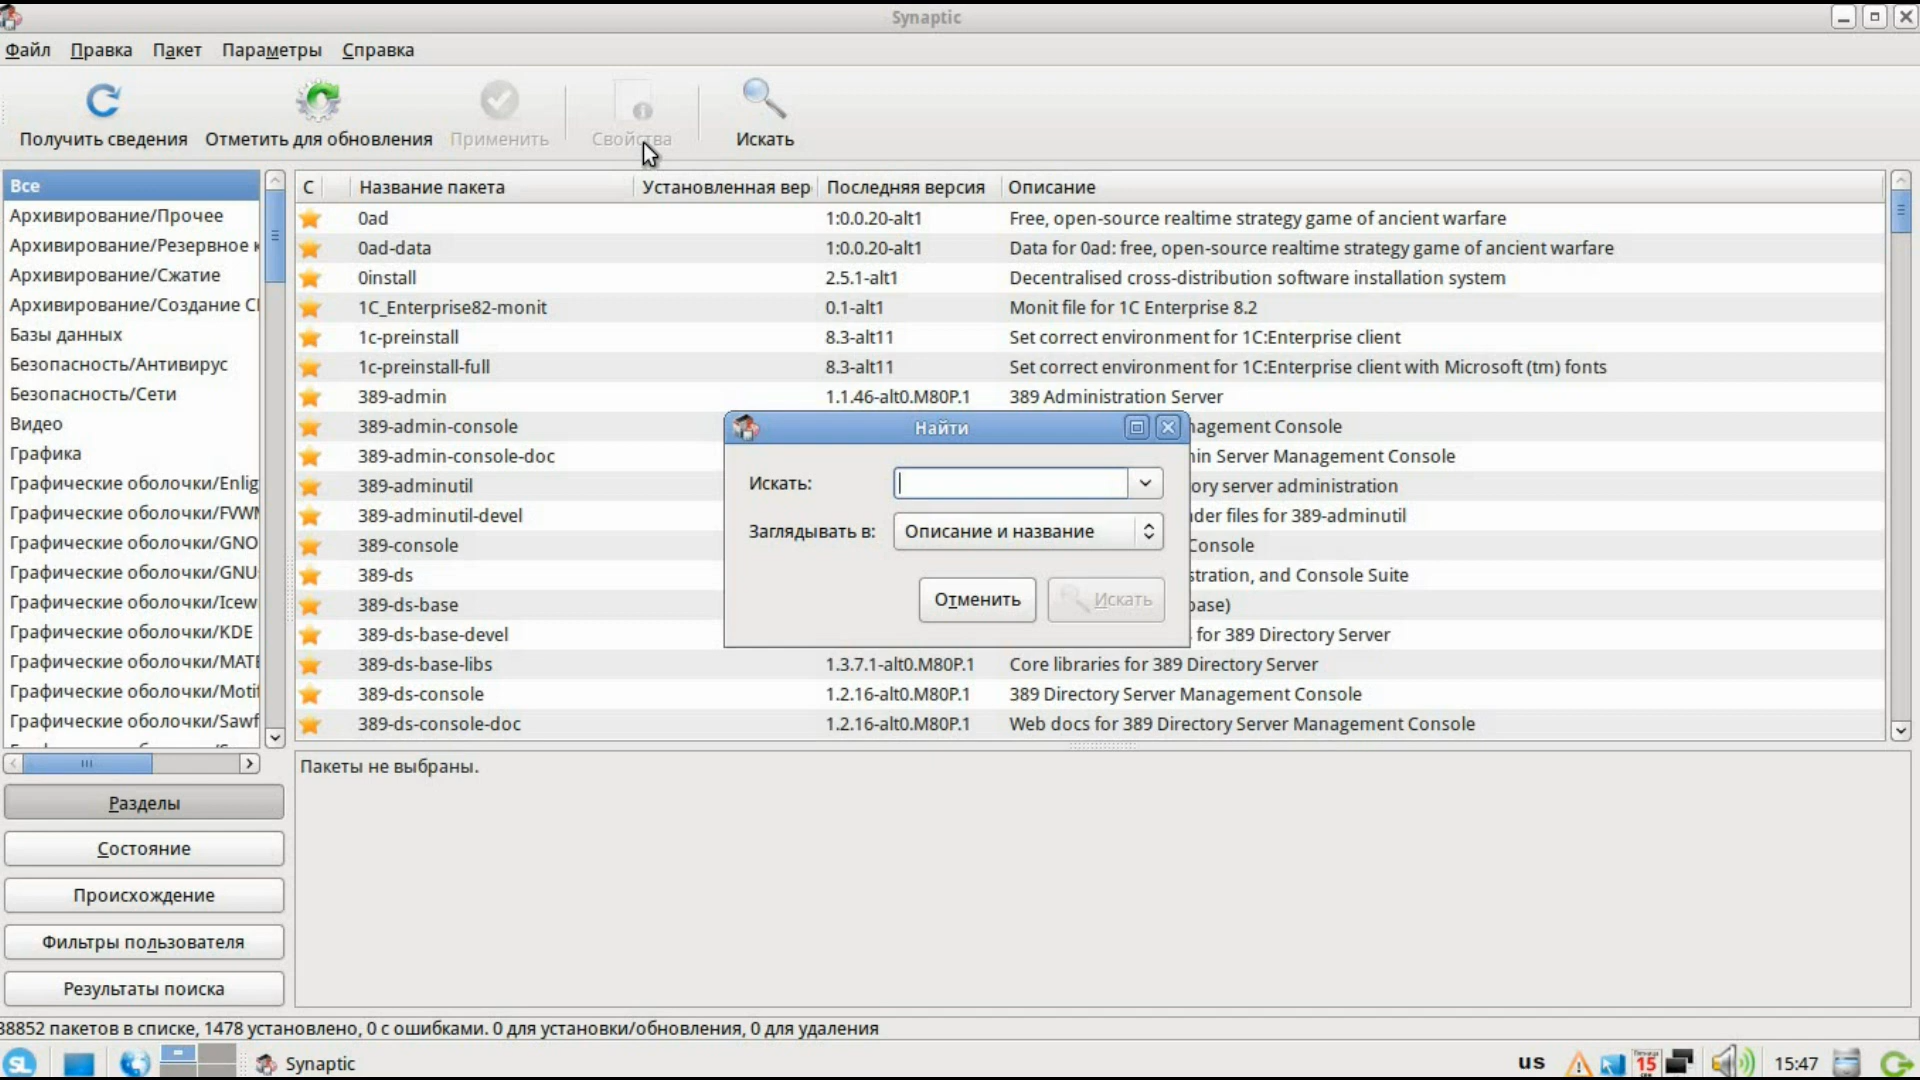 Synaptic
Файл Правка Пакет Параметры Справка
Получить сведения Отметить для обновления Применить Свойства Искать
Все
Архивирование/Прочее
Архивирование/Резервное к
Архивирование/Сжатие
Архивирование/Создание CI
Базы данных
Безопасность/Антивирус
Безопасность/Сети
Видео
Графика
Графические оболочки/Enlig
Графические оболочки/FVWM
Графические оболочки/GNO
Графические оболочки/GNU
Графические оболочки/Icew
Графические оболочки/KDE
Графические оболочки/MATE
Графические оболочки/Motif
Графические оболочки/Sawf
Разделы
Состояние
Происхождение
Фильтры пользователя
Результаты поиска
С Название пакета Установленная вер Последняя версия Описание
0ad 1:0.0.20-alt1 Free, open-source realtime strategy game of ancient warfare
0ad-data 1:0.0.20-alt1 Data for 0ad: free, open-source realtime strategy game of ancient warfare
0install 2.5.1-alt1 Decentralised cross-distribution software installation system
1C_Enterprise82-monit 0.1-alt1 Monit file for 1C Enterprise 8.2
1c-preinstall 8.3-alt11 Set correct environment for 1C:Enterprise client
1c-preinstall-full 8.3-alt11 Set correct environment for 1C:Enterprise client with Microsoft (tm) fonts
389-admin 1.1.46-alt0.M80P.1 389 Administration Server
389-admin-console nagement Console
389-admin-console-doc nin Server Management Console
389-adminutil ory server administration
389-adminutil-devel der files for 389-adminutil
389-console Console
389-ds stration, and Console Suite
389-ds-base base)
389-ds-base-devel for 389 Directory Server
389-ds-base-libs 1.3.7.1-alt0.M80P.1 Core libraries for 389 Directory Server
389-ds-console 1.2.16-alt0.M80P.1 389 Directory Server Management Console
389-ds-console-doc 1.2.16-alt0.M80P.1 Web docs for 389 Directory Server Management Console
Найти
Искать:
Заглядывать в: Описание и название
Отменить Искать
Пакеты не выбраны.
38852 пакетов в списке, 1478 установлено, 0 с ошибками. 0 для установки/обновления, 0 для удаления
SL Synaptic us 15 15:47